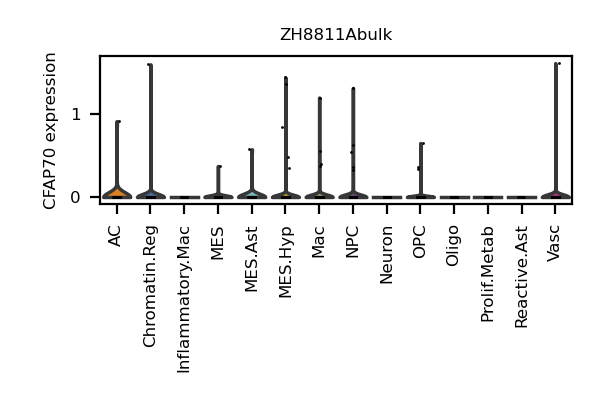 ZH8811Abulk
CFAP70 expression
1
0
AC
Chromatin.Reg
Inflammatory.Mac
MES
MES.Ast
MES.Hyp
Mac
NPC
Neuron
OPC
Oligo
Prolif.Metab
Reactive.Ast
Vasc